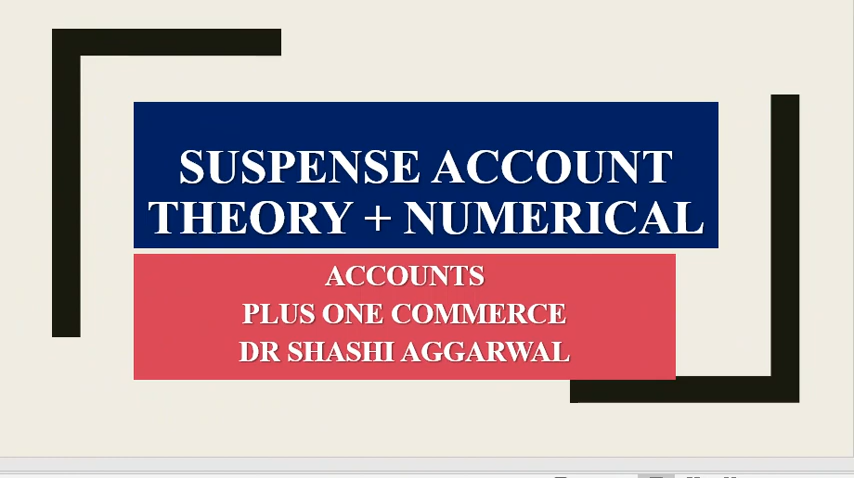 SUSPENSE ACCOUNT
THEORY + NUMERICAL
ACCOUNTS
PLUS ONE COMMERCE
DR SHASHI AGGARWAL